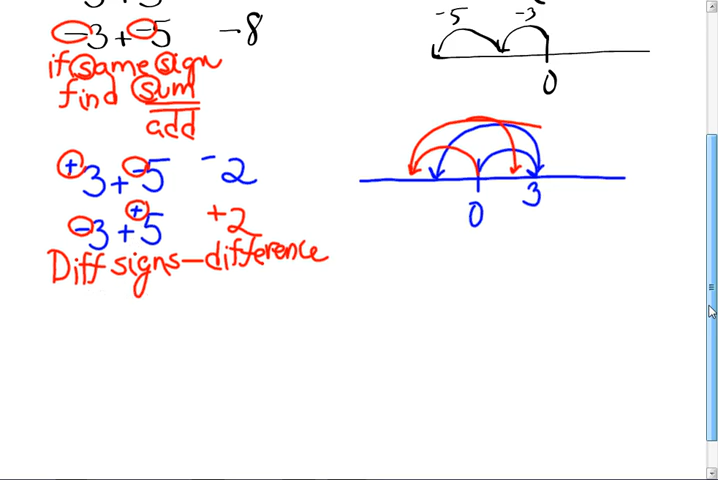 -3 + -5 -8
if same sign
find sum
add
+3 + -5 -2
-3 + +5 +2
Diff signs-difference
-5 -3
0
0 3